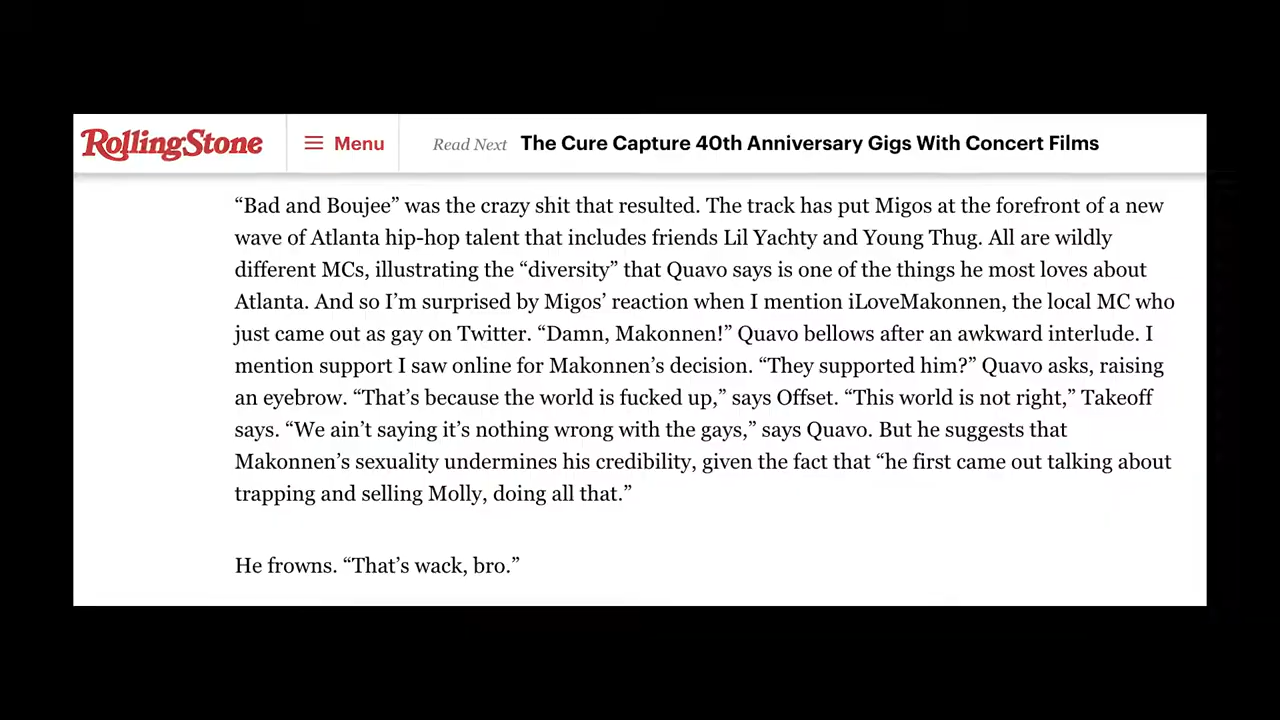 RollingStone
Menu
Read Next The Cure Capture 40th Anniversary Gigs With Concert Films
“Bad and Boujee” was the crazy shit that resulted. The track has put Migos at the forefront of a new
wave of Atlanta hip-hop talent that includes friends Lil Yachty and Young Thug. All are wildly
different MCs, illustrating the “diversity” that Quavo says is one of the things he most loves about
Atlanta. And so I’m surprised by Migos’ reaction when I mention iLoveMakonnen, the local MC who
just came out as gay on Twitter. “Damn, Makonnen!” Quavo bellows after an awkward interlude. I
mention support I saw online for Makonnen’s decision. “They supported him?” Quavo asks, raising
an eyebrow. “That’s because the world is fucked up,” says Offset. “This world is not right,” Takeoff
says. “We ain’t saying it’s nothing wrong with the gays,” says Quavo. But he suggests that
Makonnen’s sexuality undermines his credibility, given the fact that “he first came out talking about
trapping and selling Molly, doing all that.”
He frowns. “That’s wack, bro.”